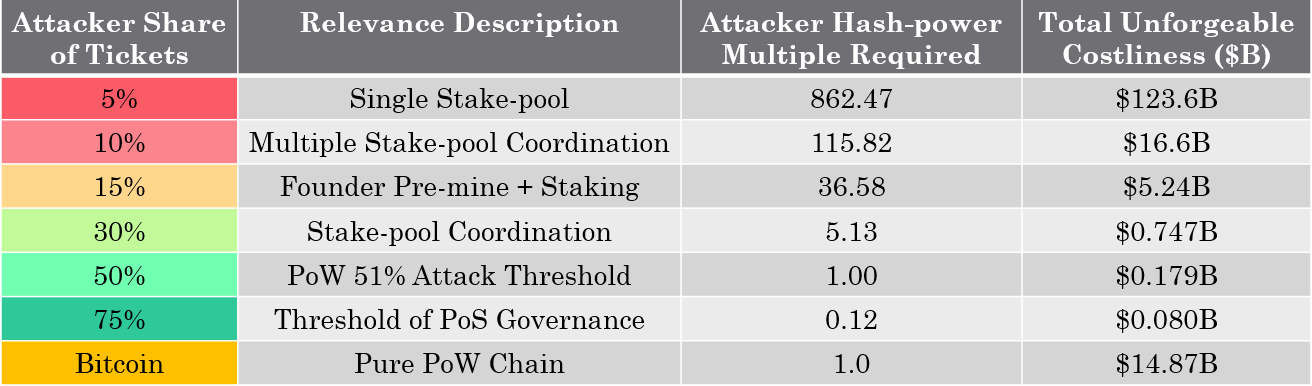 Attacker Share of Tickets Relevance Description Attacker Hash-power Multiple Required Total Unforgeable Costliness ($B)
5% Single Stake-pool 862.47 $123.6B
10% Multiple Stake-pool Coordination 115.82 $16.6B
15% Founder Pre-mine + Staking 36.58 $5.24B
30% Stake-pool Coordination 5.13 $0.747B
50% PoW 51% Attack Threshold 1.00 $0.179B
75% Threshold of PoS Governance 0.12 $0.080B
Bitcoin Pure PoW Chain 1.0 $14.87B